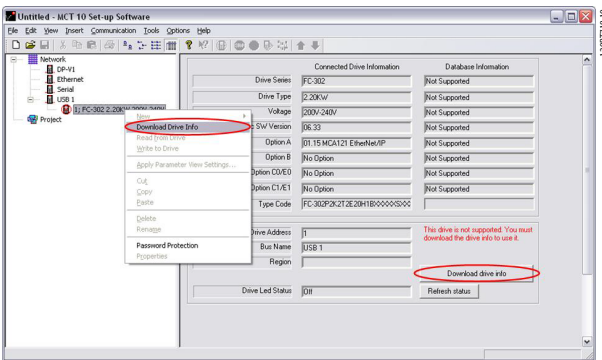 Untitled - MCT 10 Set-up Software
File Edit View Insert Communication Tools Options Help
Network
DP-V1
Ethernet
Serial
USB 1
1; FC-302 2.20KW 200V-240V
Project
New
Download Drive Info
Read From Drive
Write to Drive
Apply Parameter View Settings...
Cut
Copy
Paste
Delete
Rename
Password Protection
Properties
Connected Drive Information Database Information
Drive Series FC-302 Not Supported
Drive Type 2.20KW Not Supported
Voltage 200V-240V Not Supported
SW Version 06.33 Not Supported
Option A 01.15 MCA121 EtherNet/IP Not Supported
Option B No Option Not Supported
Option C0/E0 No Option Not Supported
Option C1/E1 No Option Not Supported
Type Code
Drive Address 1
This drive is not supported. You must
download the drive info to use it.
Bus Name USB 1
Region
Download drive info
Drive Led Status Off Refresh status